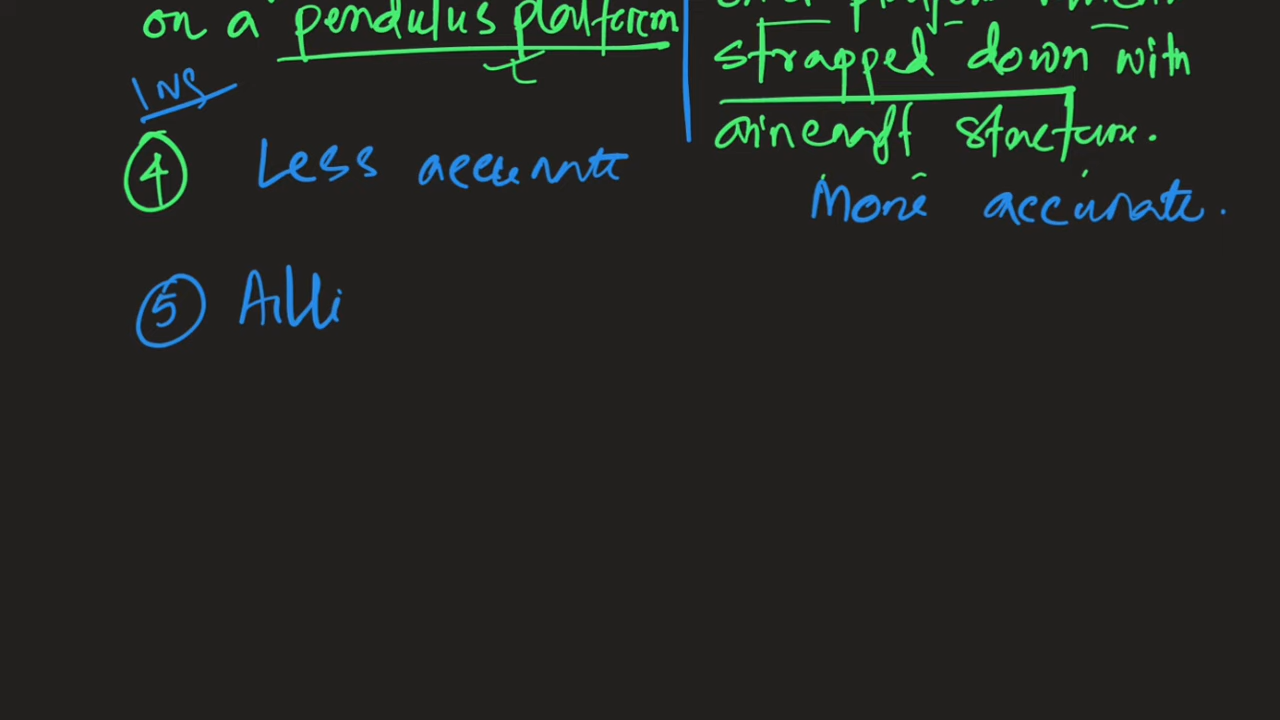 on a pendulus platform
INS
④ Less accurate
⑤ Alli
strapped down with
aircraft structure.
More accurate.